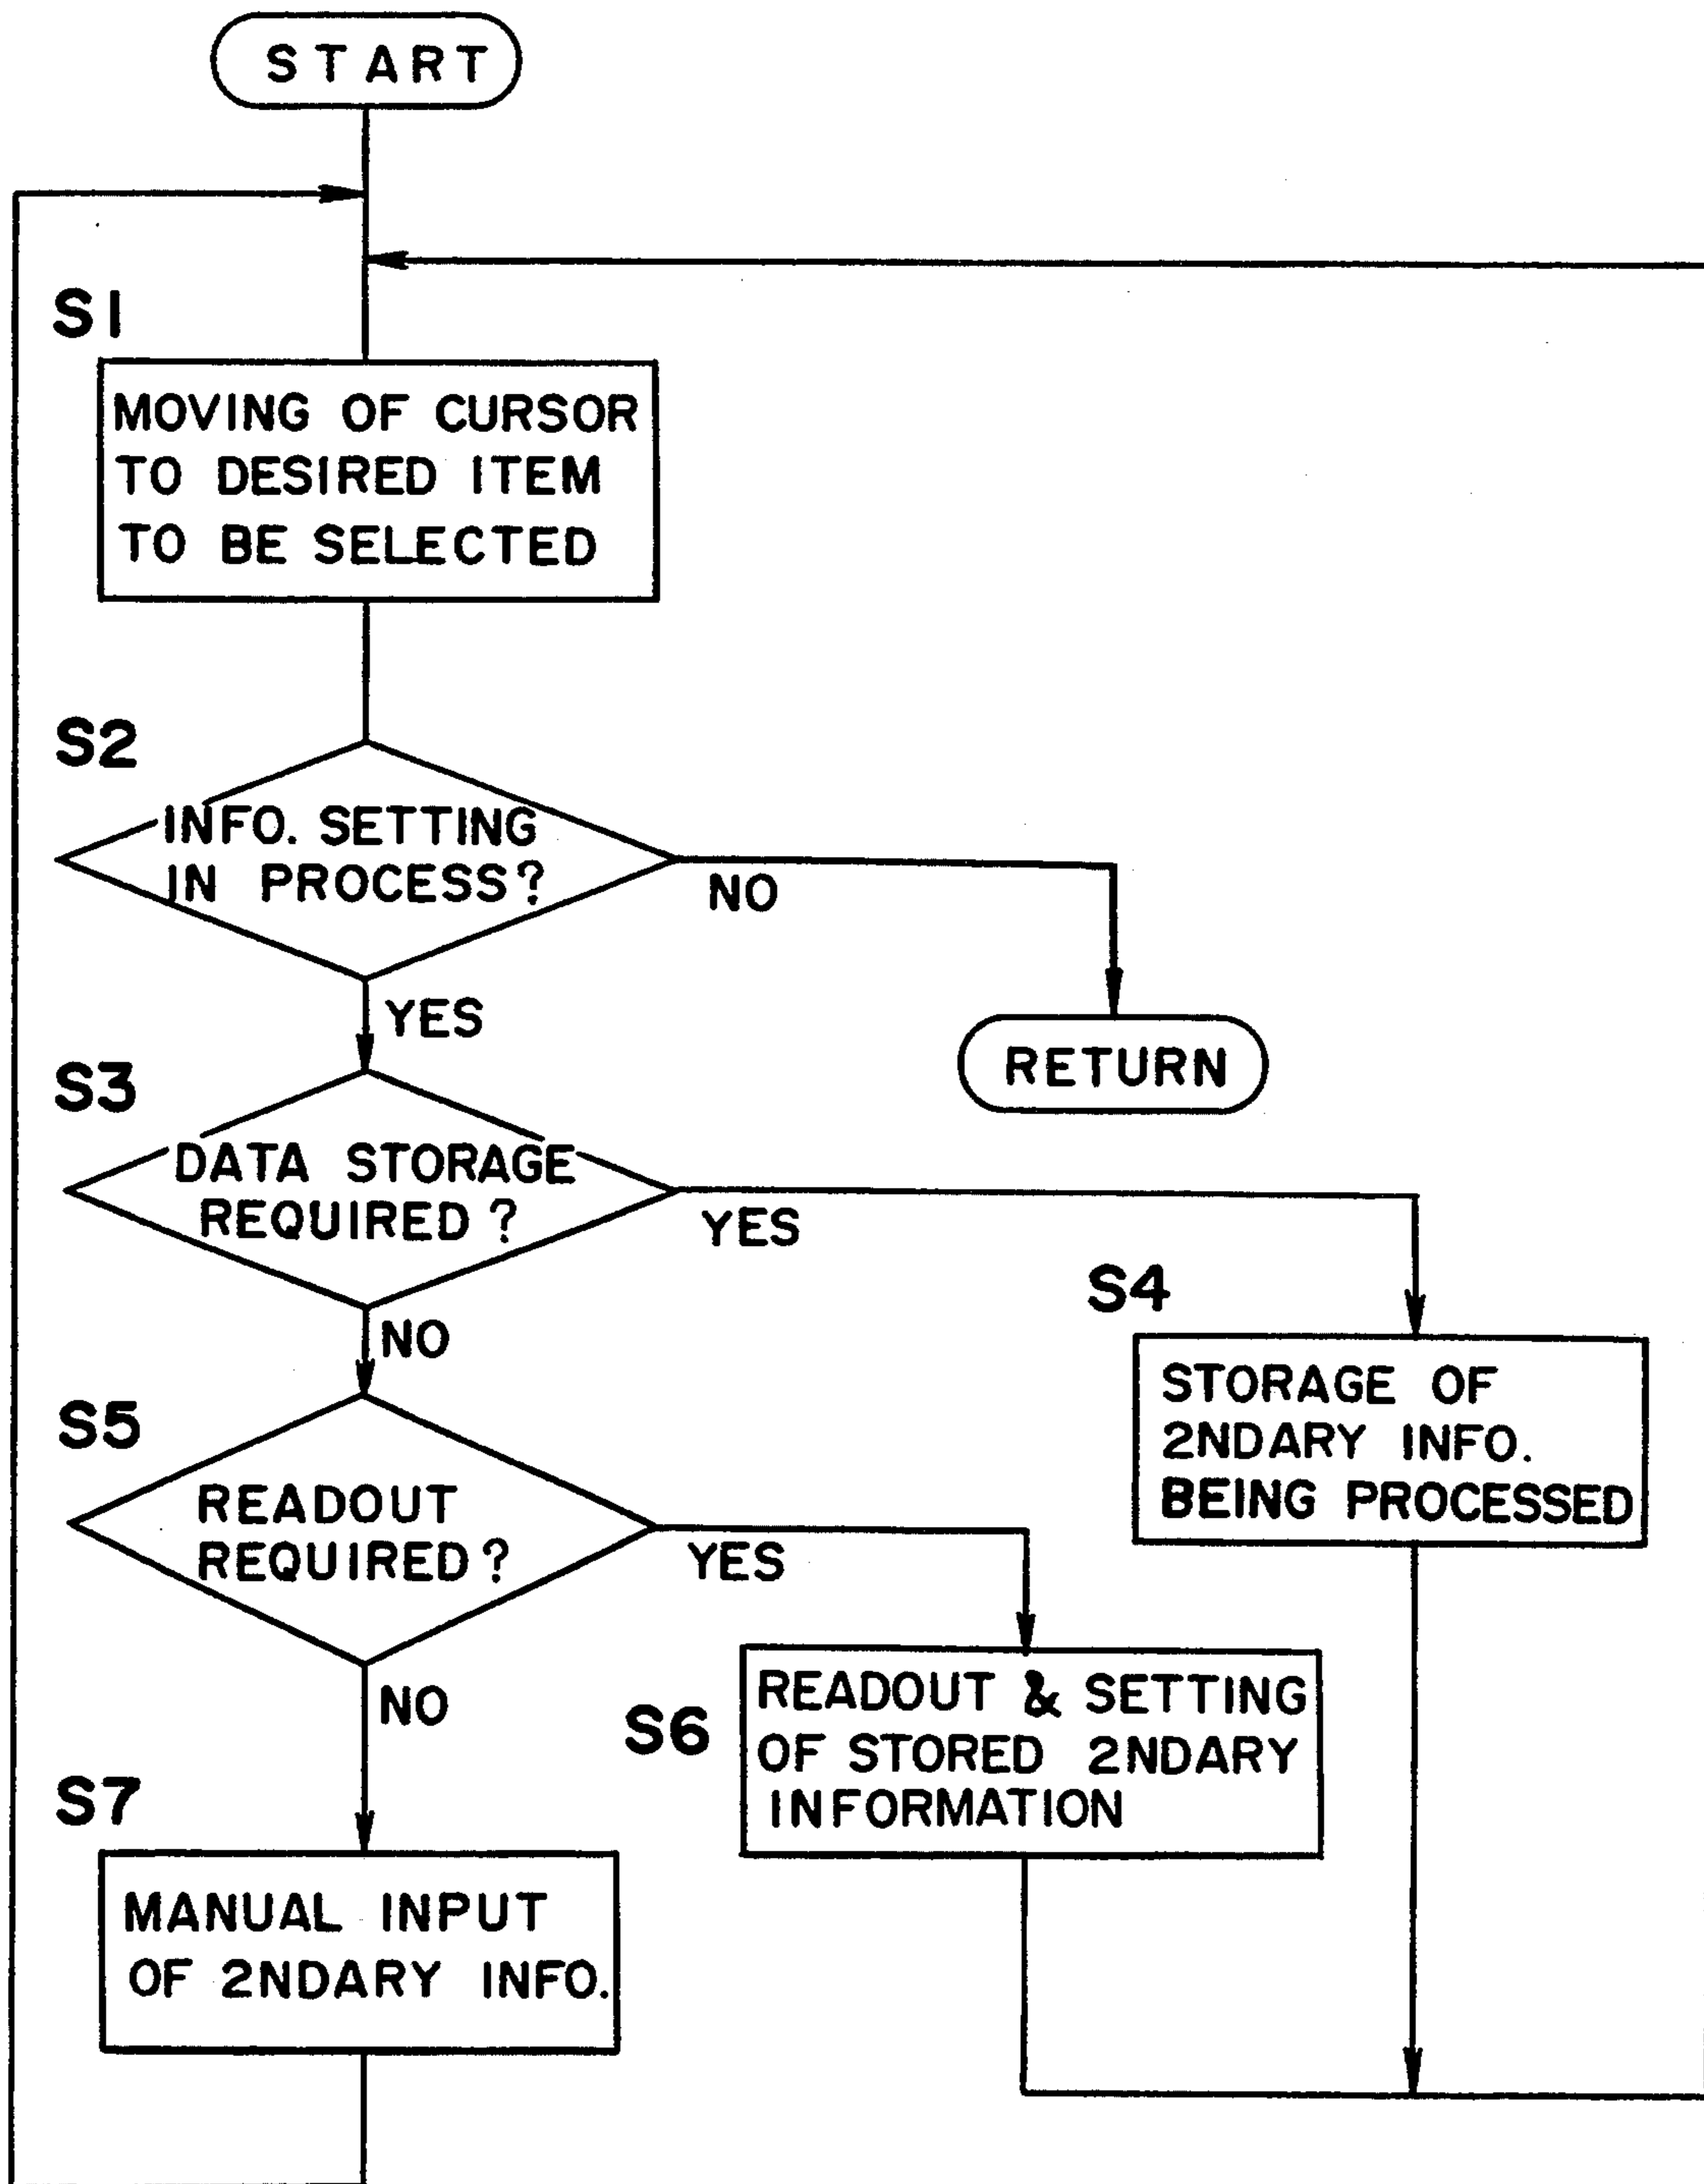 START
S1
MOVING OF CURSOR
TO DESIRED ITEM
TO BE SELECTED
S2
INFO. SETTING
IN PROCESS?
NO
YES
RETURN
S3
DATA STORAGE
REQUIRED?
YES
NO
S4
STORAGE OF
2NDARY INFO.
BEING PROCESSED
S5
READOUT
REQUIRED?
YES
NO
S6
READOUT & SETTING
OF STORED 2NDARY
INFORMATION
S7
MANUAL INPUT
OF 2NDARY INFO.